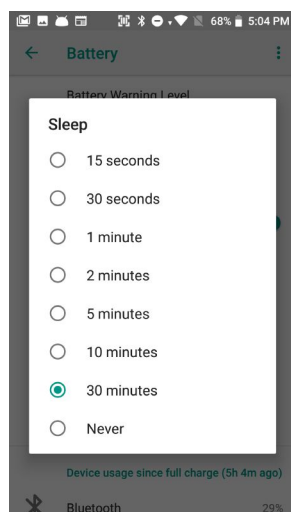 68% 5:04 PM
Battery
Battery Warning Level
Sleep
15 seconds
30 seconds
1 minute
2 minutes
5 minutes
10 minutes
30 minutes
Never
Device usage since full charge (5h 4m ago)
Bluetooth 29%